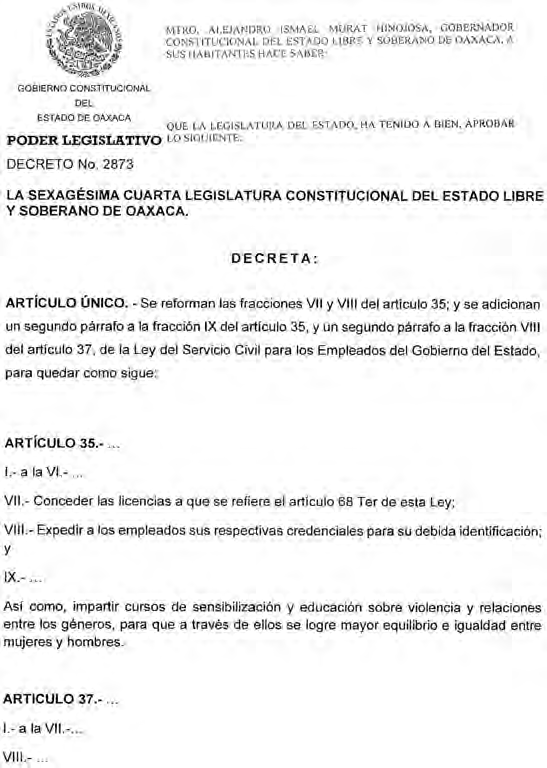 ESTADOS UNIDOS MEXICANOS
MTRO. ALEJANDRO ISMAEL MURAT HINOJOSA, GOBERNADOR
CONSTITUCIONAL DEL ESTADO LIBRE Y SOBERANO DE OAXACA, A
SUS HABITANTES HACE SABER:
GOBIERNO CONSTITUCIONAL
DEL
ESTADO DE OAXACA
QUE LA LEGISLATURA DEL ESTADO, HA TENIDO A BIEN, APROBAR
LO SIGUIENTE:
PODER LEGISLATIVO
DECRETO No. 2873
LA SEXAGÉSIMA CUARTA LEGISLATURA CONSTITUCIONAL DEL ESTADO LIBRE
Y SOBERANO DE OAXACA.
DECRETA:
ARTÍCULO ÚNICO. - Se reforman las fracciones VII y VIII del artículo 35; y se adicionan
un segundo párrafo a la fracción IX del artículo 35, y un segundo párrafo a la fracción VIII
del artículo 37, de la Ley del Servicio Civil para los Empleados del Gobierno del Estado,
para quedar como sigue:
ARTÍCULO 35.- ...
I.- a la VI.- ...
VII.- Conceder las licencias a que se refiere el artículo 68 Ter de esta Ley;
VIII.- Expedir a los empleados sus respectivas credenciales para su debida identificación;
y
IX.- ...
Así como, impartir cursos de sensibilización y educación sobre violencia y relaciones
entre los géneros, para que a través de ellos se logre mayor equilibrio e igualdad entre
mujeres y hombres.
ARTICULO 37.- ...
I.- a la VII.-...
VIII.- ...